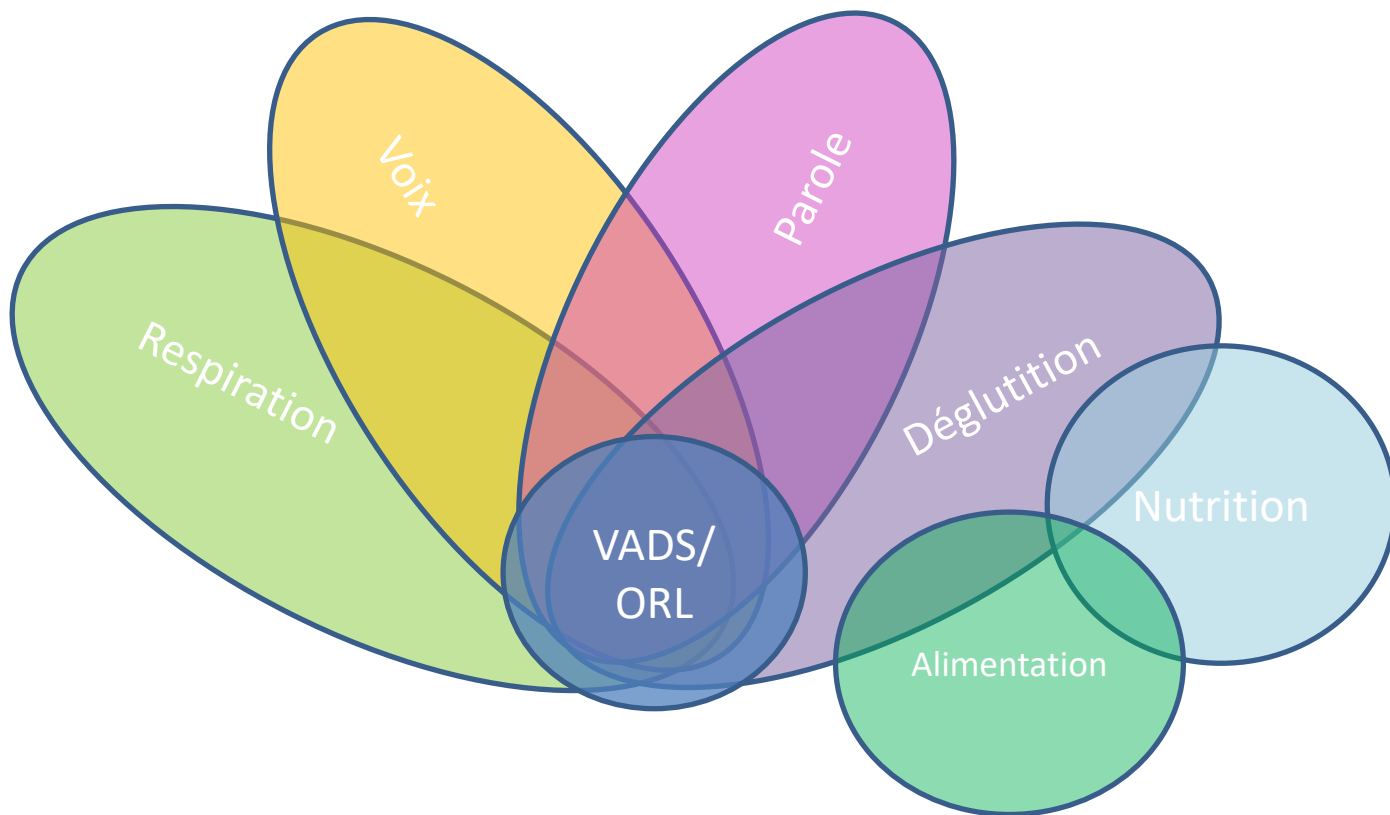 Voix
Parole
Respiration
Déglutition
Nutrition
VADS/
ORL
Alimentation